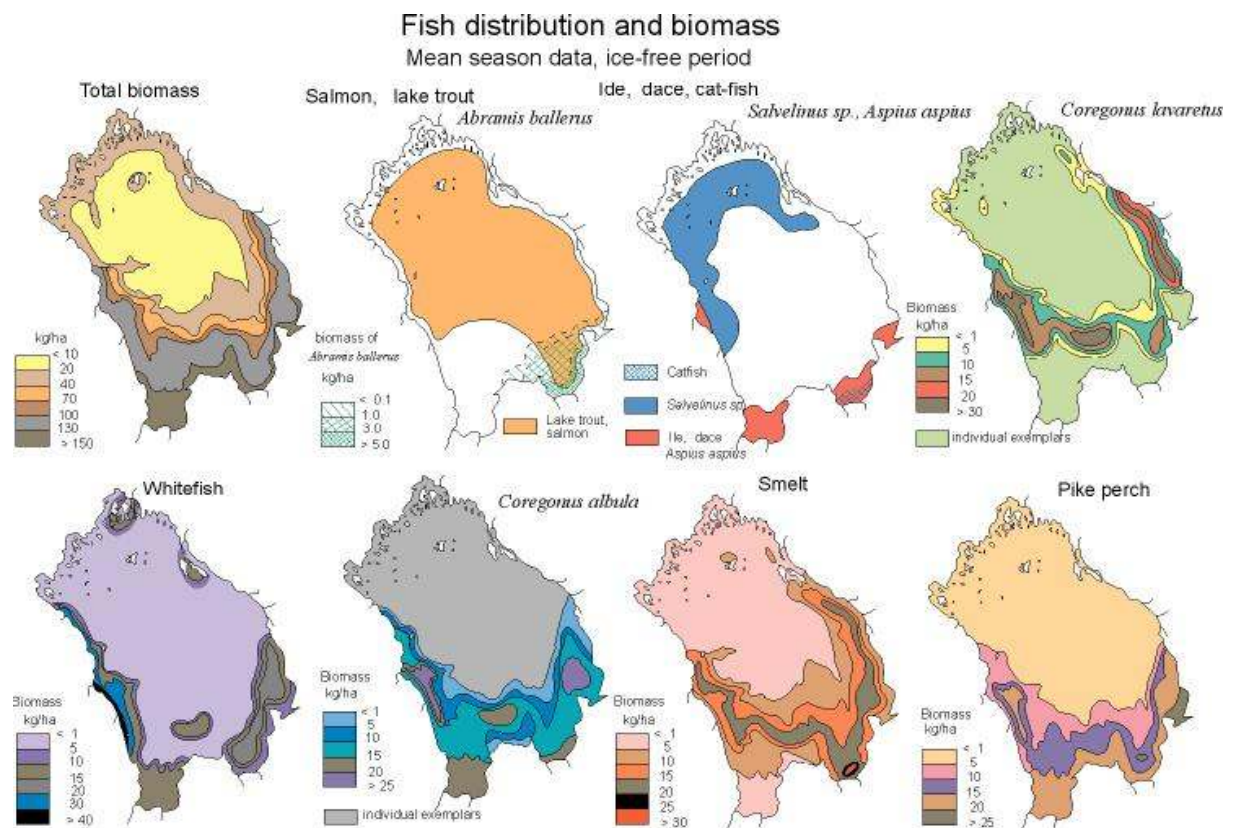 Fish distribution and biomass
Mean season data, ice-free period
Total biomass
Salmon, lake trout
Abramis ballerus
Ide, dace, cat-fish
Salvelinus sp., Aspius aspius
Coregonus lavaretus
kg/ha
< 10
20
40
70
100
130
> 150
biomass of
Abramis ballerus
kg/ha
< 0.1
1.0
3.0
> 5.0
Lake trout,
salmon
Catfish
Salvelinus sp
Ile, dace
Aspius aspius
Biomass
kg/ha
< 1
5
10
15
20
> 30
individual exemplars
Whitefish
Coregonus albula
Smelt
Pike perch
Biomass
kg/ha
< 1
5
10
15
20
30
> 40
Biomass
kg/ha
< 1
5
10
15
20
> 25
individual exemplars
Biomass
kg/ha
< 1
5
10
15
20
25
> 30
Biomass
kg/ha
< 1
5
10
15
20
> 25